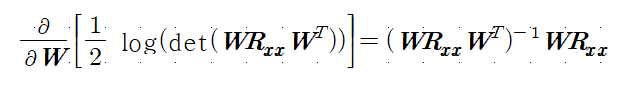 ∂/∂W [1/2 log(det(WR_xx W^T))] = (WR_xx W^T)^-1 WR_xx